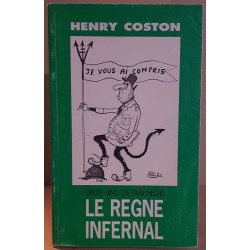 HENRY COSTON
JE VOUS AI COMPRIS
ONZE ANS DE MALHEUR
LE REGNE
INFERNAL